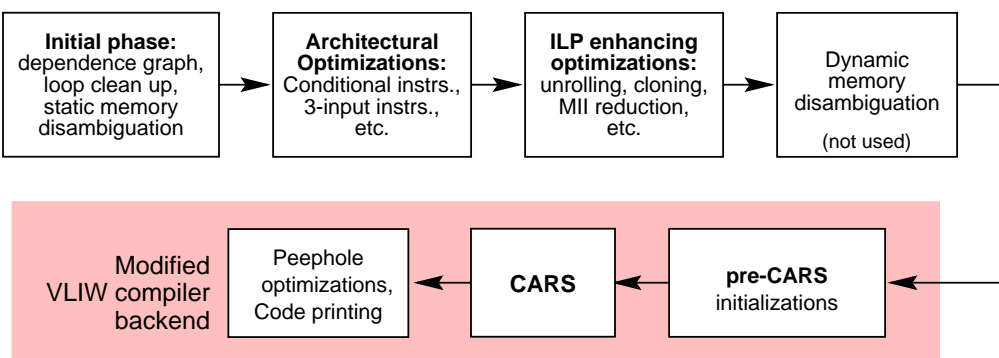 Initial phase:
dependence graph,
loop clean up,
static memory
disambiguation
Architectural
Optimizations:
Conditional instrs.,
3-input instrs.,
etc.
ILP enhancing
optimizations:
unrolling, cloning,
MII reduction,
etc.
Dynamic
memory
disambiguation
(not used)
Modified
VLIW compiler
backend
Peephole
optimizations,
Code printing
CARS
pre-CARS
initializations